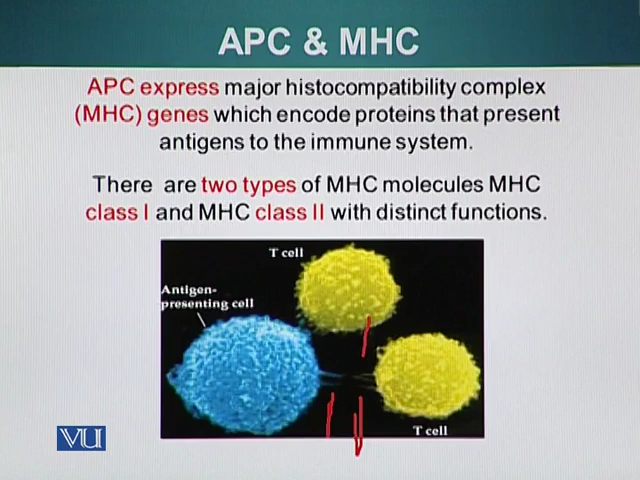 APC & MHC
APC express major histocompatibility complex
(MHC) genes which encode proteins that present
antigens to the immune system.
There are two types of MHC molecules MHC
class I and MHC class II with distinct functions.
T cell
Antigen-
presenting cell
T cell
VU